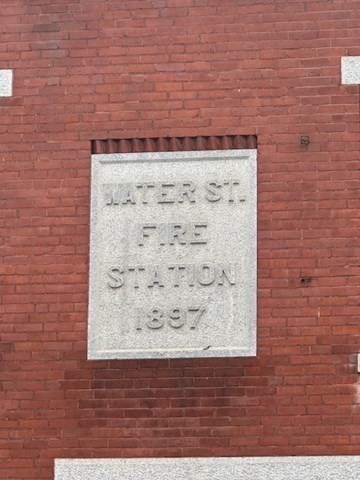 WATER ST.
FIRE
STATION
1897